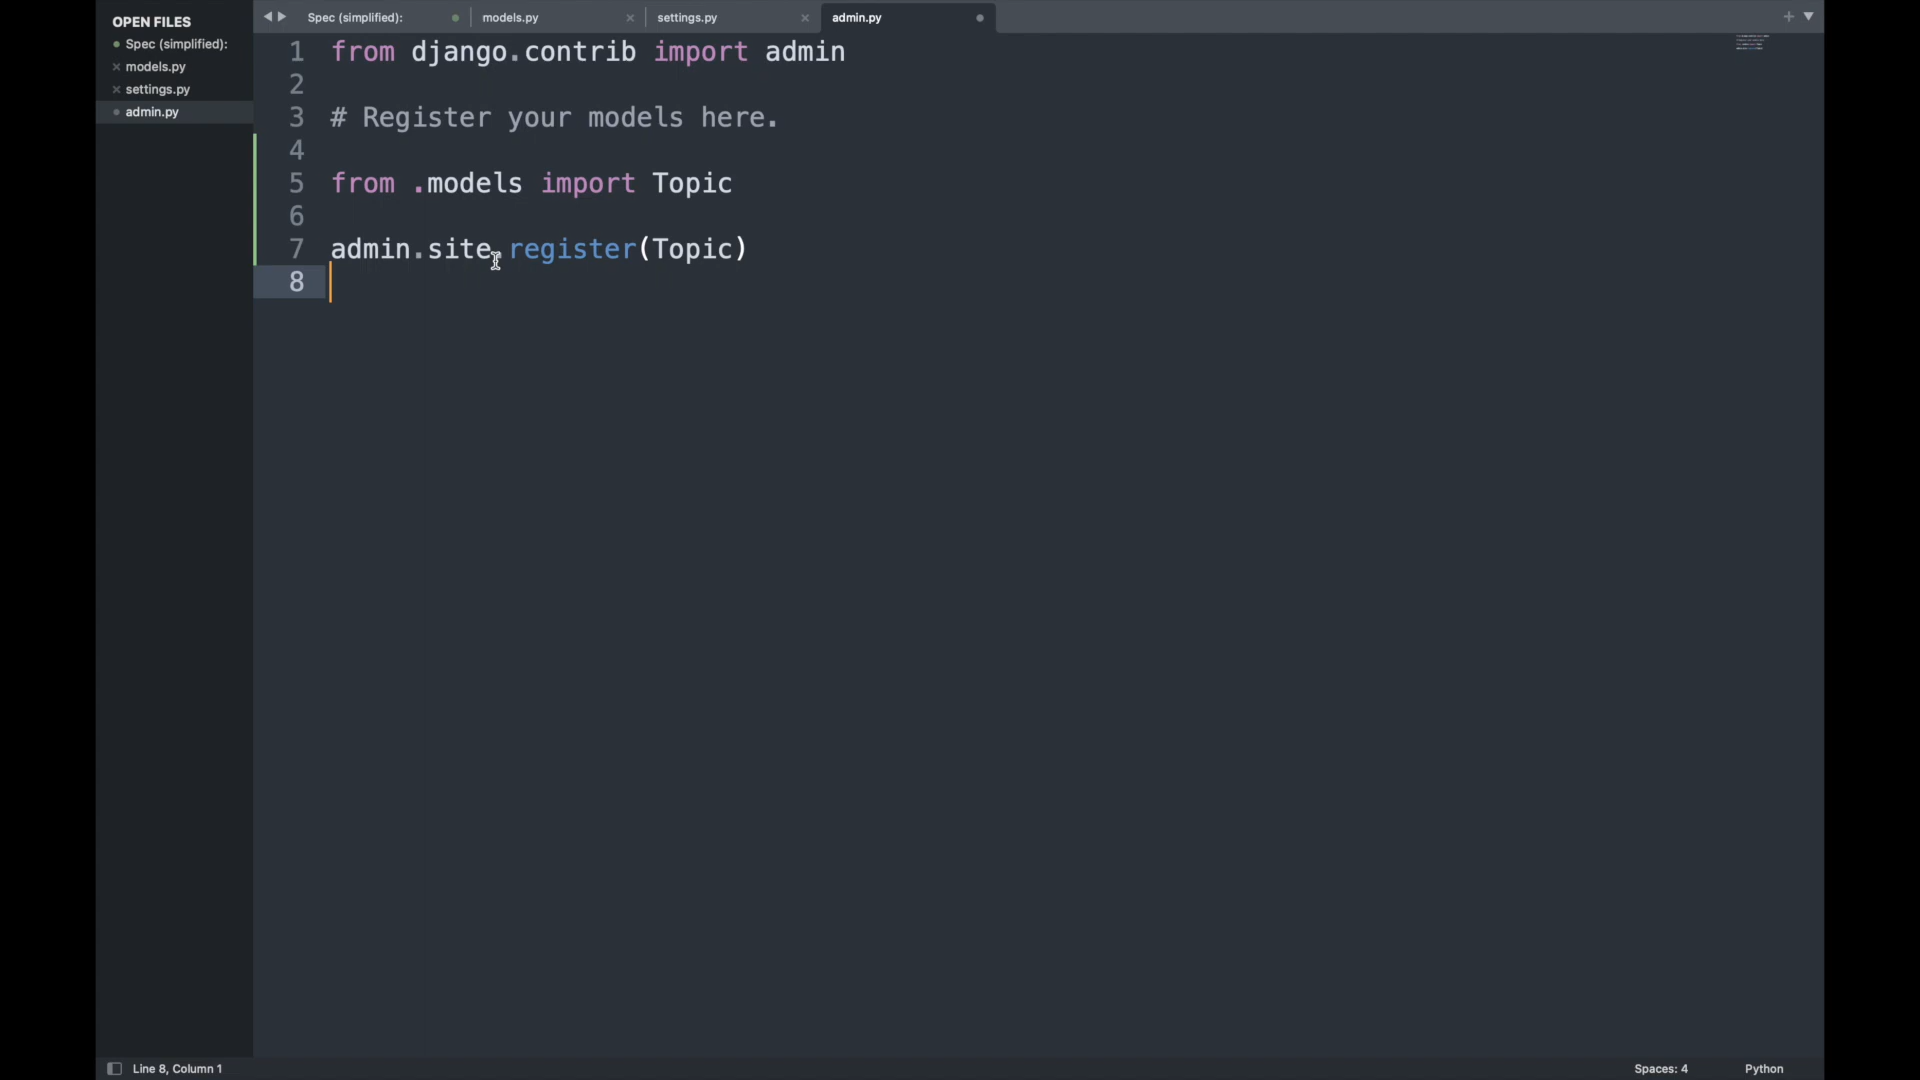 OPEN FILES
Spec (simplified):
models.py
settings.py
admin.py
Spec (simplified):
models.py
settings.py
admin.py
1 from django.contrib import admin
2
3 # Register your models here.
4
5 from .models import Topic
6
7 admin.site.register(Topic)
8
Line 8, Column 1
Spaces: 4
Python